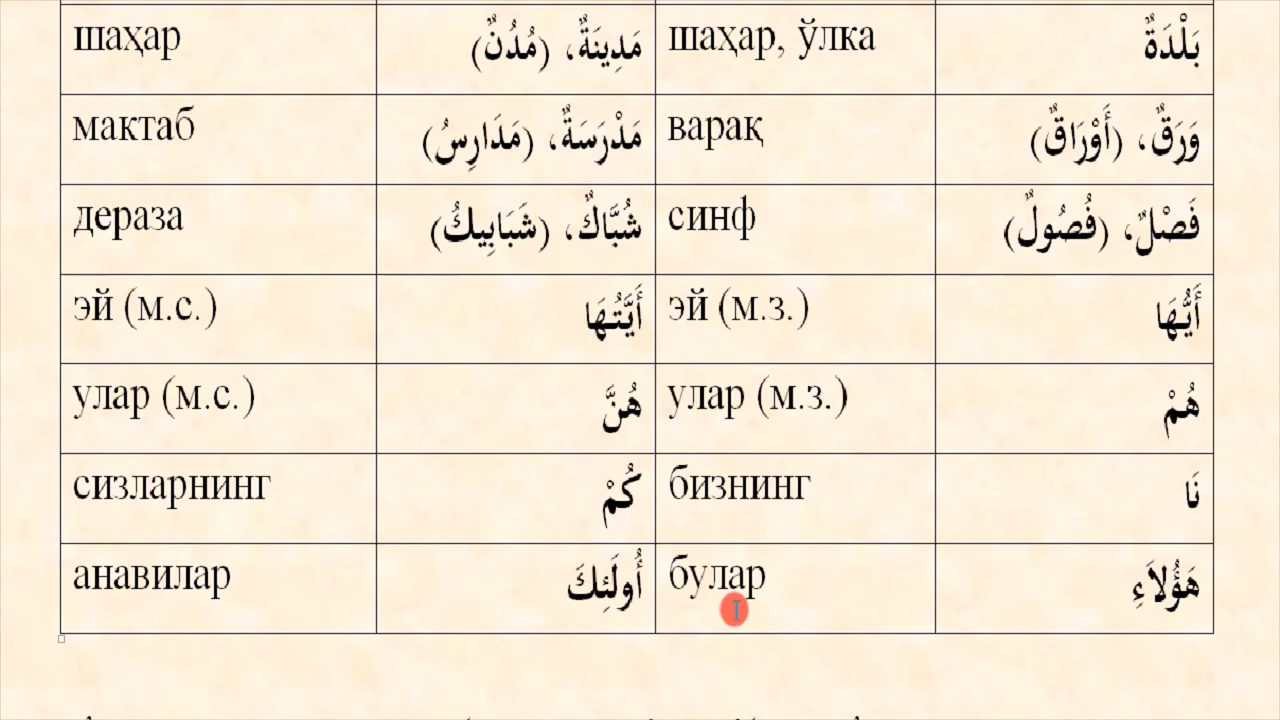 шаҳар مَدِينَةٌ، (مُدُنٌ) шаҳар, ўлка بَلْدَةٌ
мактаб مَدْرَسَةٌ، (مَدَارِسُ) варақ وَرَقٌ، (أَوْرَاقٌ)
дераза شُبَّاكٌ، (شَبَابِيكُ) синф فَصْلٌ، (فُصُولٌ)
эй (м.с.) أَيَّتُهَا эй (м.з.) أَيُّهَا
улар (м.с.) هُنَّ улар (м.з.) هُمْ
сизларнинг كُمْ бизнинг نَا
анавилар أُولَئِكَ булар هَؤُلاَءِ